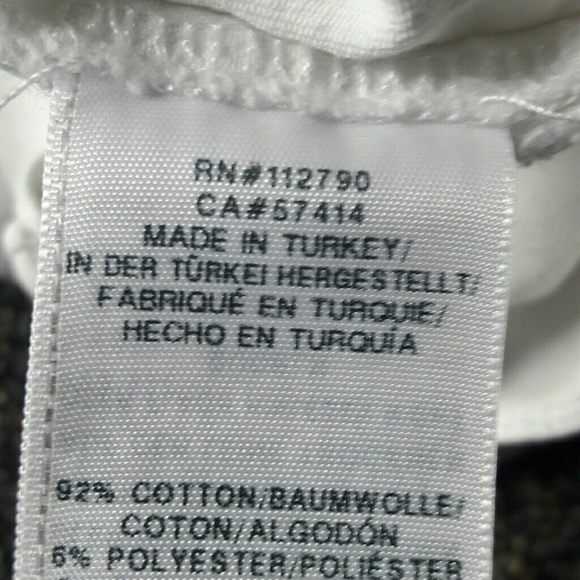 RN#112790
CA#57414
MADE IN TURKEY/
IN DER TÜRKEI HERGESTELLT/
FABRIQUÉ EN TURQUIE/
HECHO EN TURQUÍA
92% COTTON/BAUMWOLLE/
COTON/ALGODÓN
6% POLYESTER/POLIÉSTER